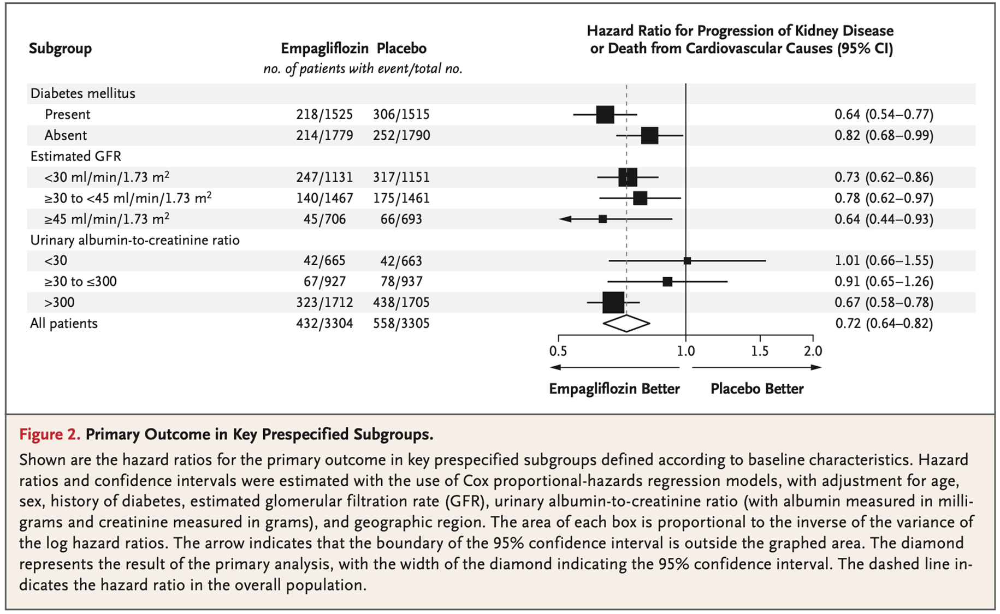 Hazard Ratio for Progression of Kidney Disease
Subgroup Empagliflozin Placebo or Death from Cardiovascular Causes (95% CI)
no. of patients with event/total no.
Diabetes mellitus
Present 218/1525 306/1515 0.64 (0.54–0.77)
Absent 214/1779 252/1790 0.82 (0.68–0.99)
Estimated GFR
<30 ml/min/1.73 m² 247/1131 317/1151 0.73 (0.62–0.86)
≥30 to <45 ml/min/1.73 m² 140/1467 175/1461 0.78 (0.62–0.97)
≥45 ml/min/1.73 m² 45/706 66/693 0.64 (0.44–0.93)
Urinary albumin-to-creatinine ratio
<30 42/665 42/663 1.01 (0.66–1.55)
≥30 to ≤300 67/927 78/937 0.91 (0.65–1.26)
>300 323/1712 438/1705 0.67 (0.58–0.78)
All patients 432/3304 558/3305 0.72 (0.64–0.82)
0.5 1.0 1.5 2.0
Empagliflozin Better Placebo Better
Figure 2. Primary Outcome in Key Prespecified Subgroups.
Shown are the hazard ratios for the primary outcome in key prespecified subgroups defined according to baseline characteristics. Hazard
ratios and confidence intervals were estimated with the use of Cox proportional-hazards regression models, with adjustment for age,
sex, history of diabetes, estimated glomerular filtration rate (GFR), urinary albumin-to-creatinine ratio (with albumin measured in milli-
grams and creatinine measured in grams), and geographic region. The area of each box is proportional to the inverse of the variance of
the log hazard ratios. The arrow indicates that the boundary of the 95% confidence interval is outside the graphed area. The diamond
represents the result of the primary analysis, with the width of the diamond indicating the 95% confidence interval. The dashed line in-
dicates the hazard ratio in the overall population.